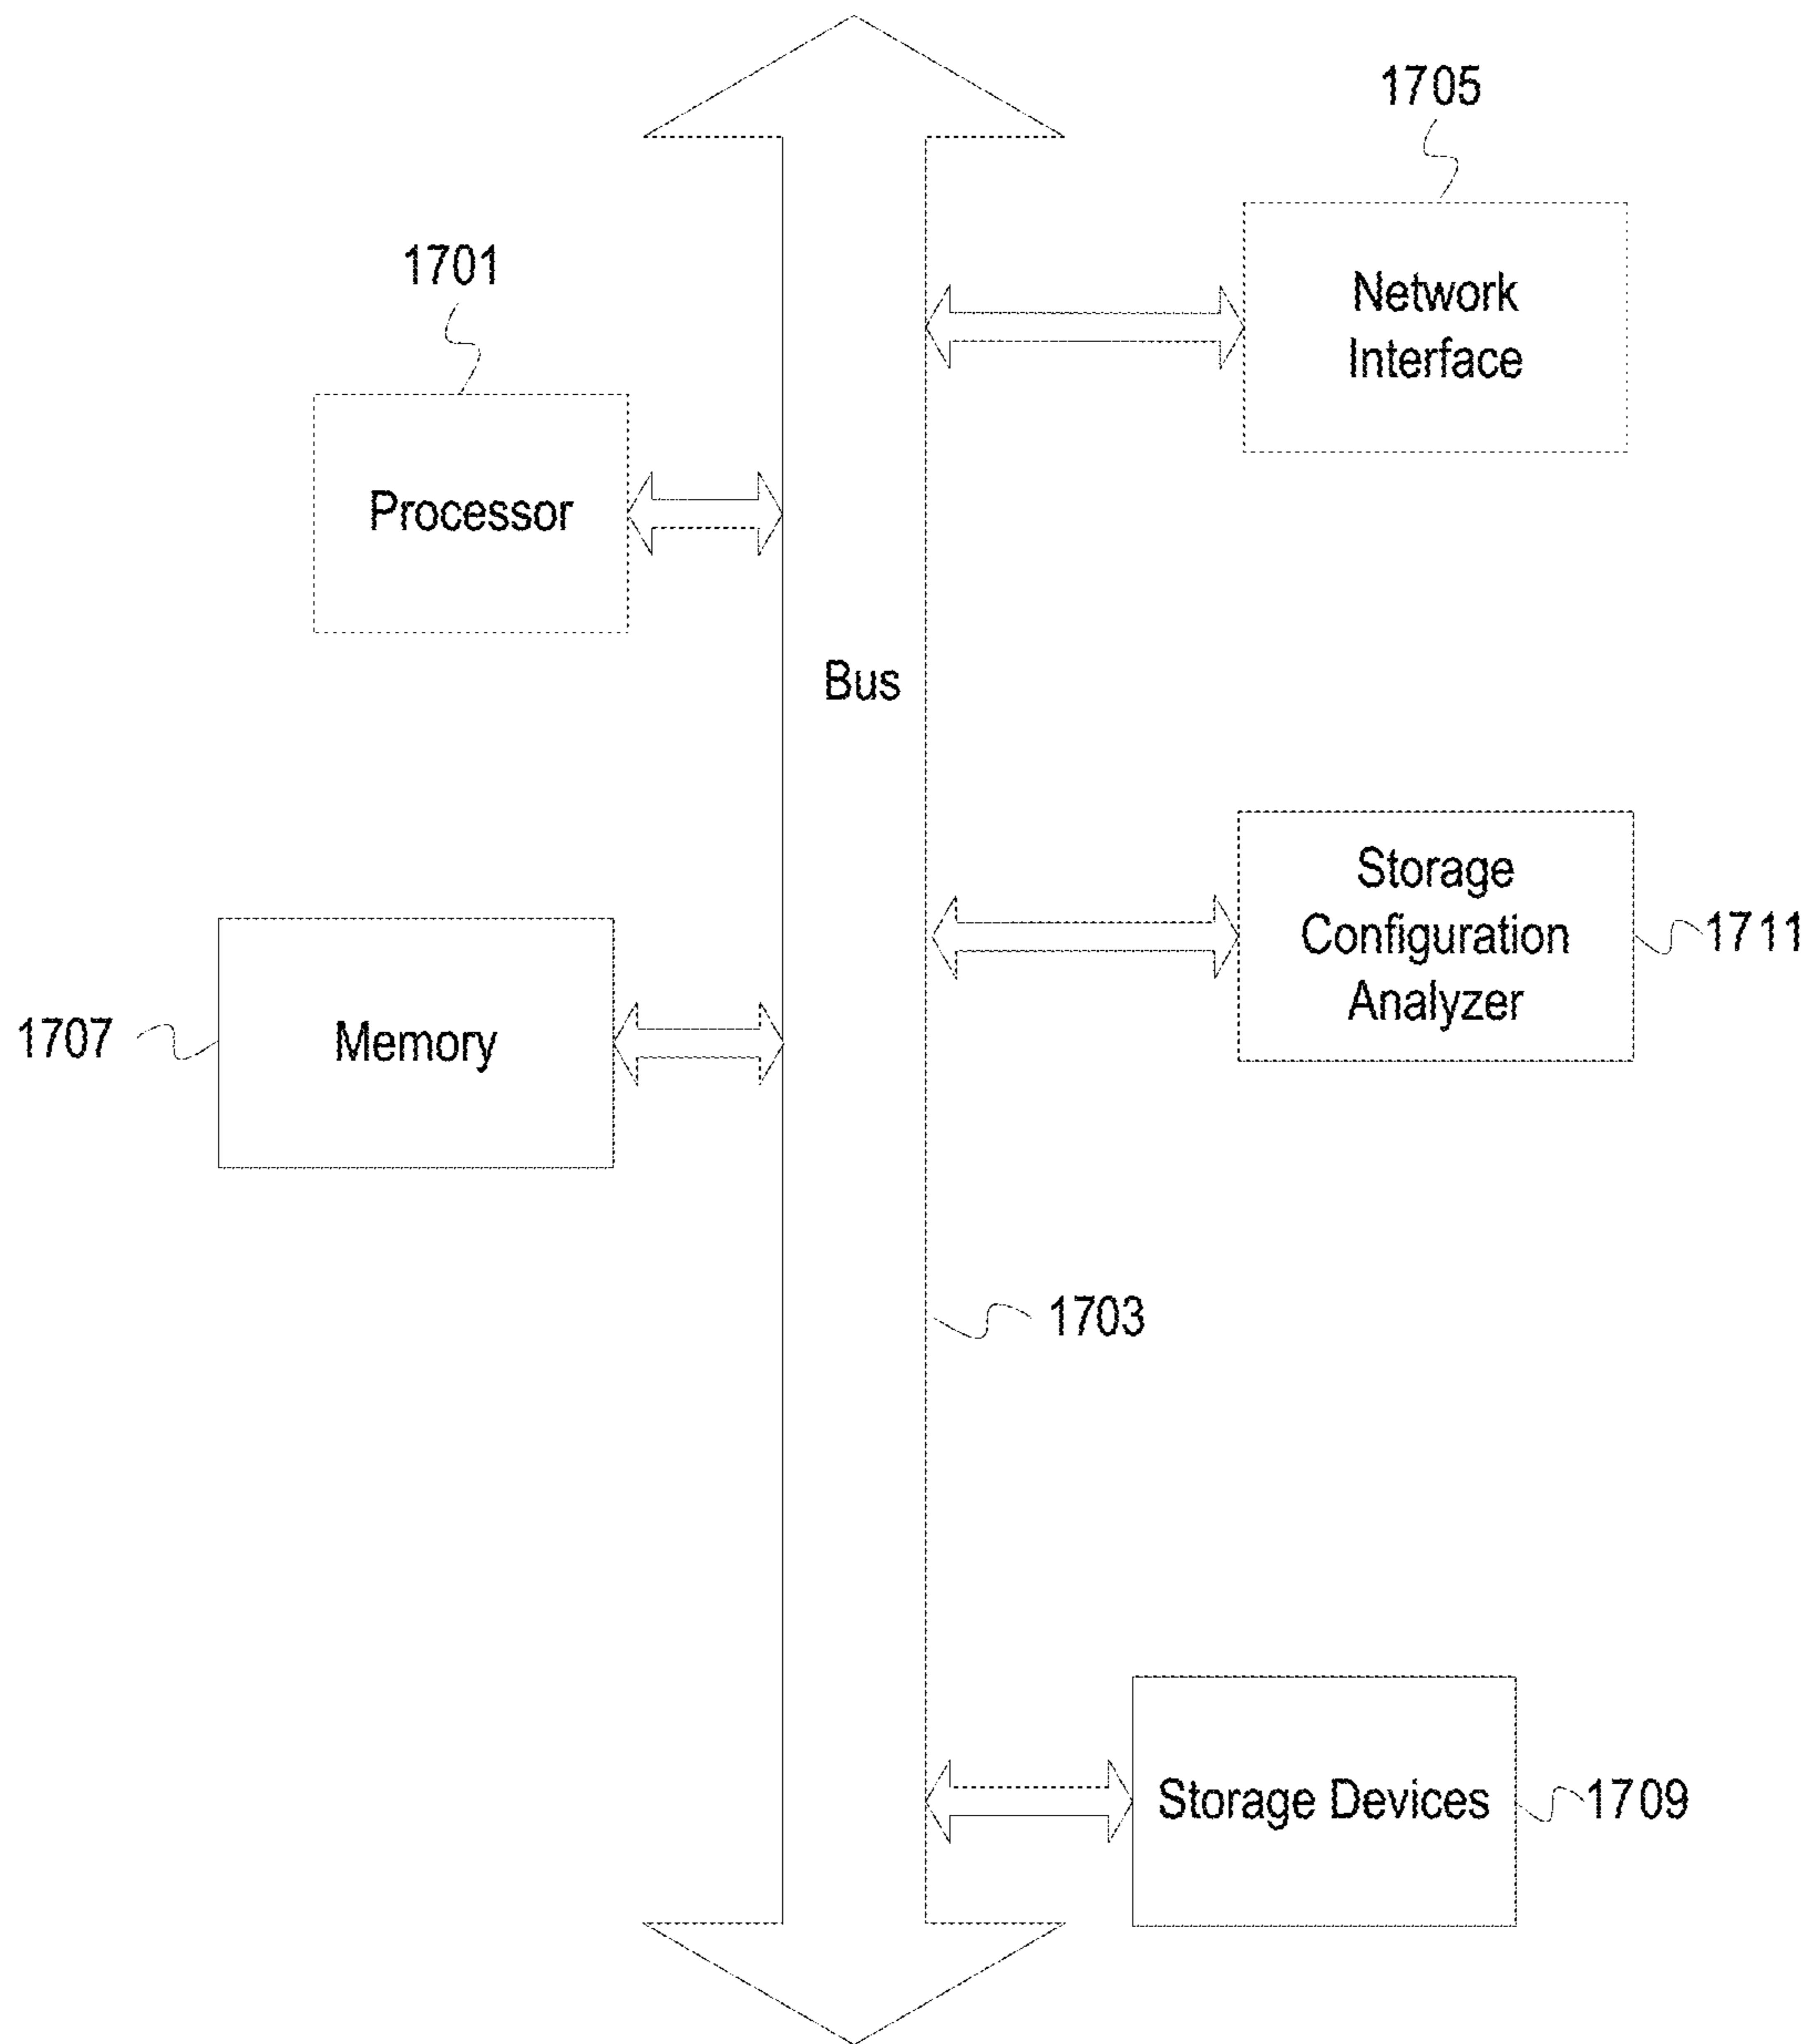 1705
1701
Network
Interface
Processor
Bus
Storage
Configuration
Analyzer
1711
1707
Memory
1703
Storage Devices
1709